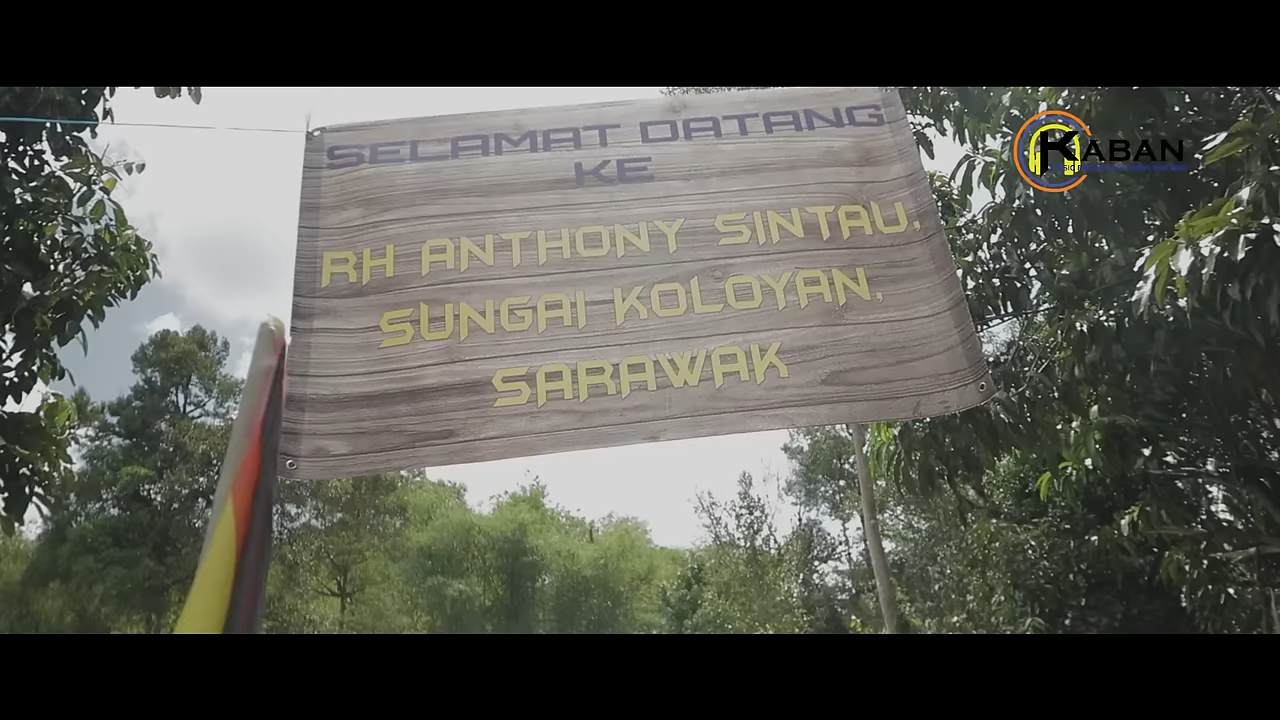 SELAMAT DATANG
KE
RH ANTHONY SINTAU,
SUNGAI KOLOYAN,
SARAWAK
KABAN